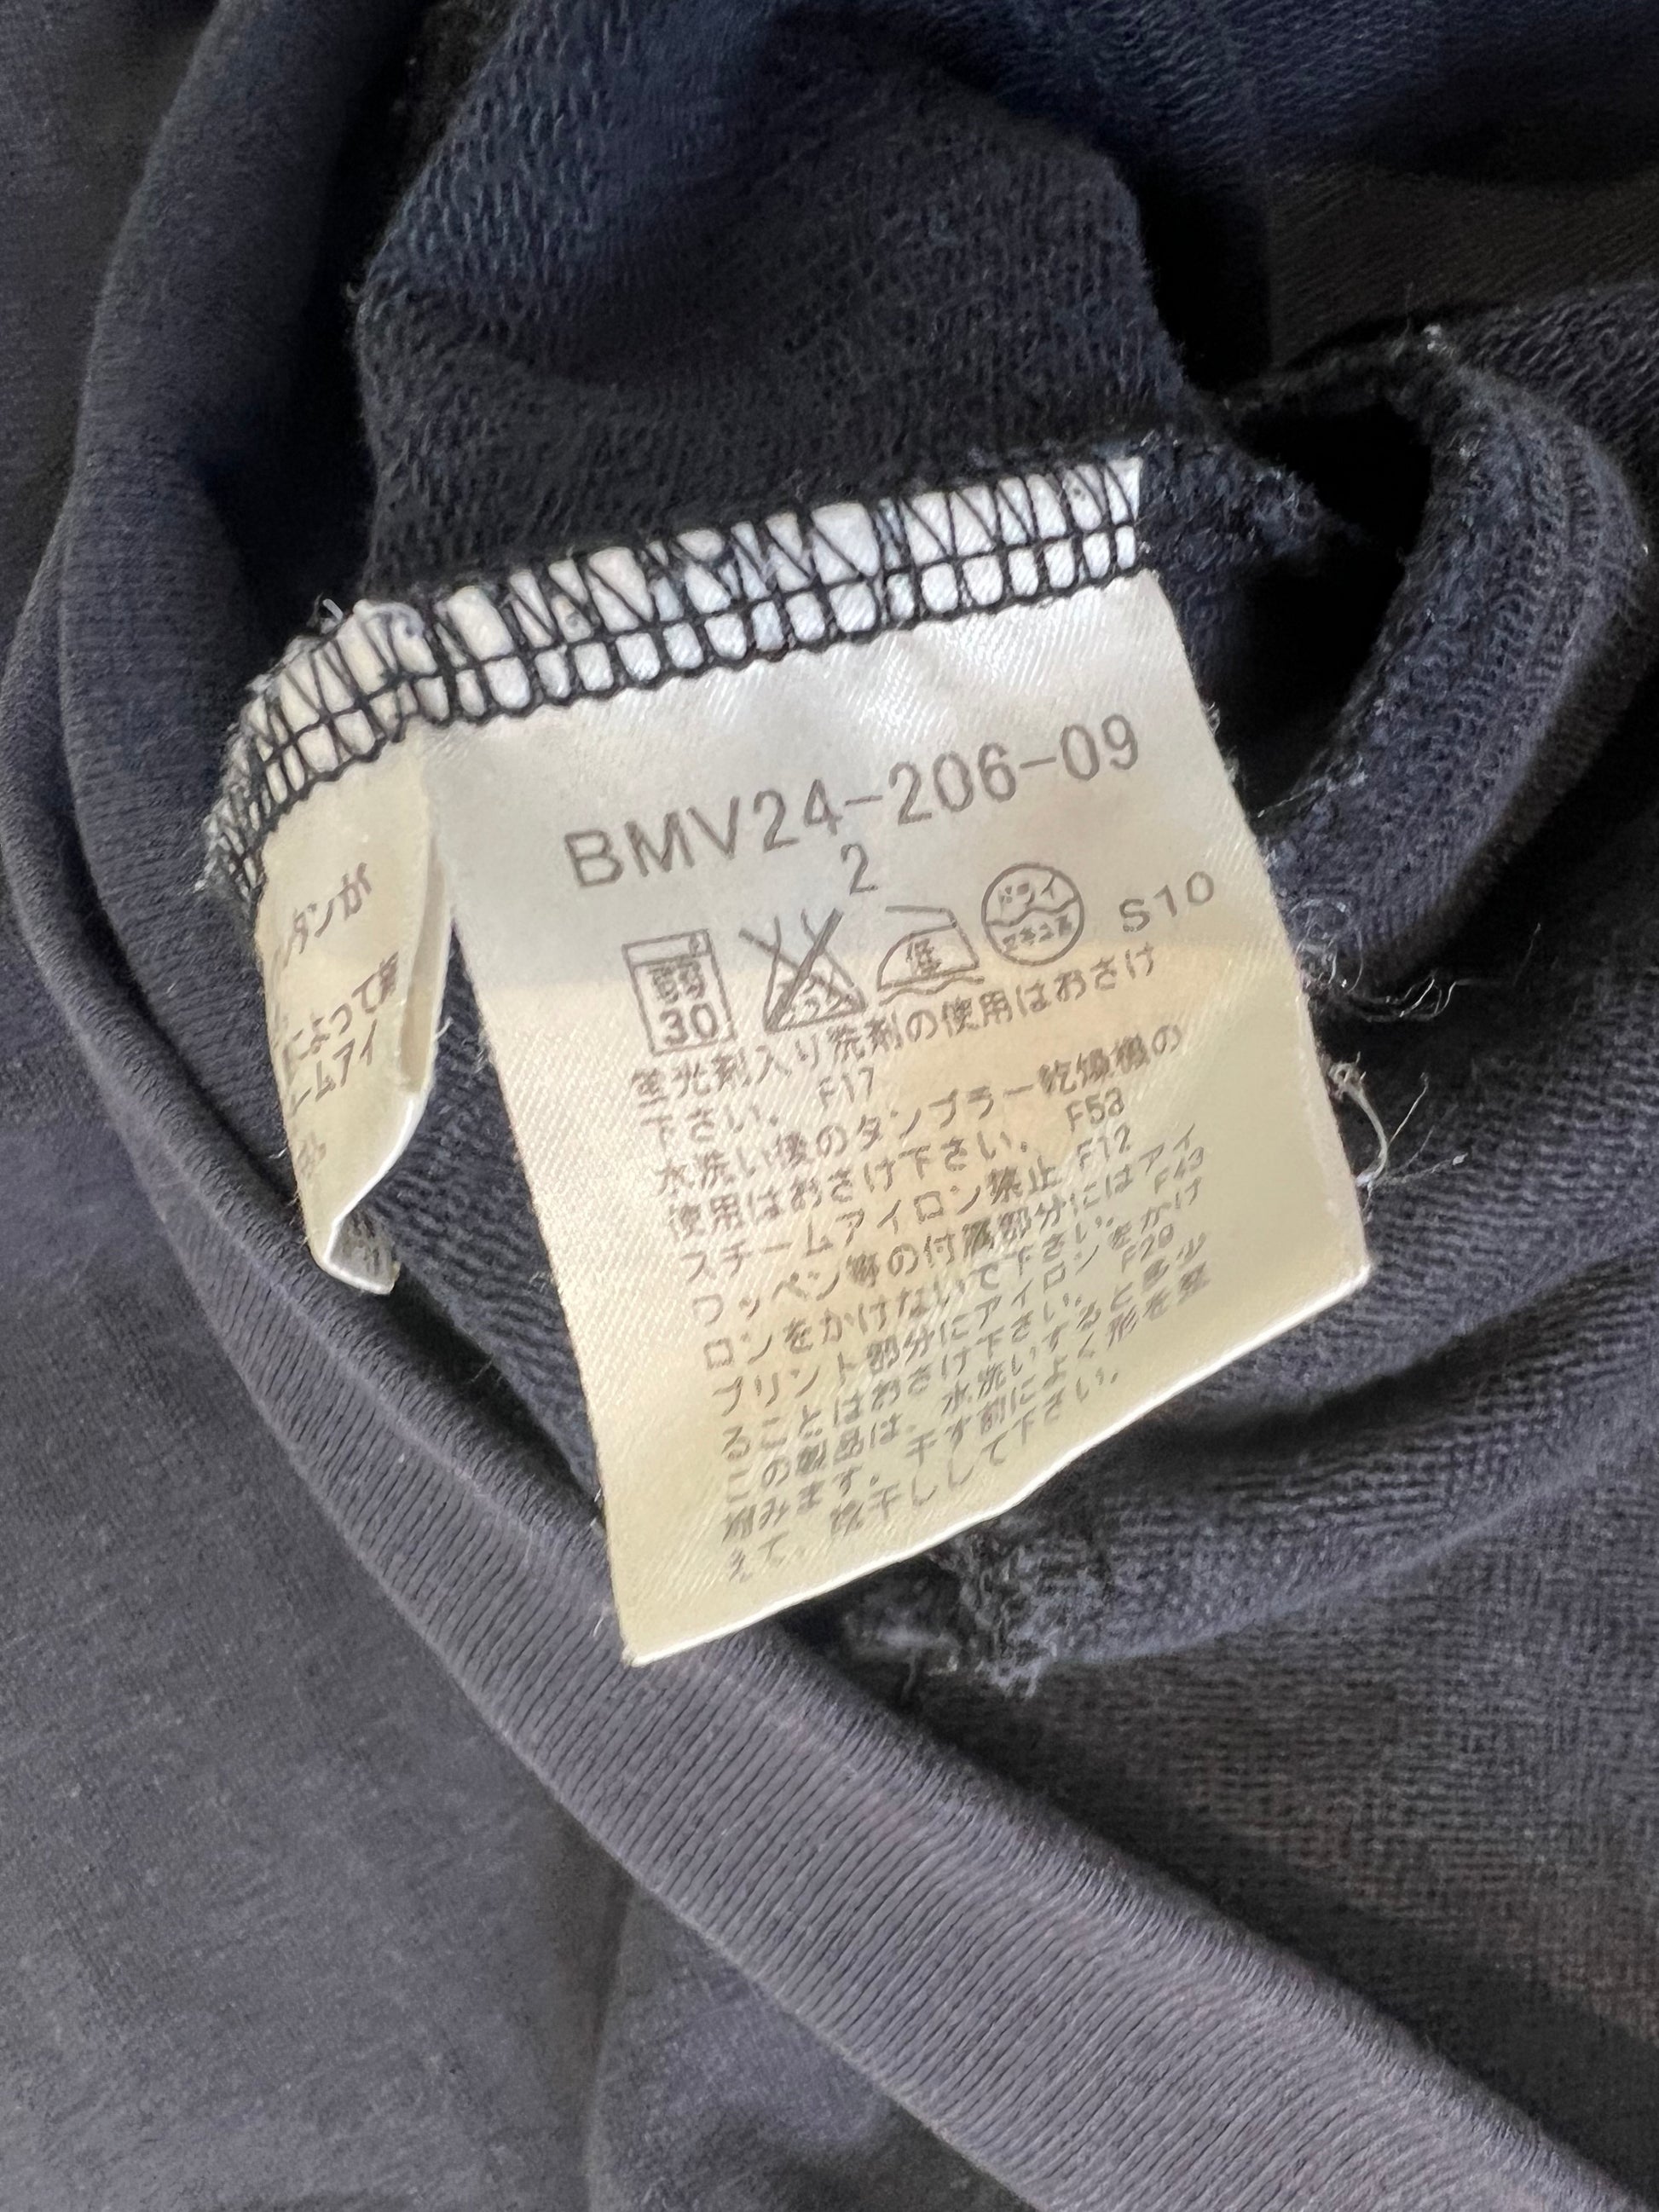 BMV24-206-09
2
弱
30
低
ドライ
セキユ系
S10
蛍光剤入り洗剤の使用はおさけ
下さい。 F17
水洗い後のタンブラー乾燥機の
使用はおさけ下さい。 F53
スチームアイロン禁止 F12
ワッペン等の付属部分にはアイ
ロンをかけないで下さい。 F43
プリント部分にアイロンをかけ
ることはおさけ下さい。 F29
この製品は、水洗いすると多少
縮みます。干す前によく形を整
えて、陰干しして下さい。
タンが
によって
ームアイ